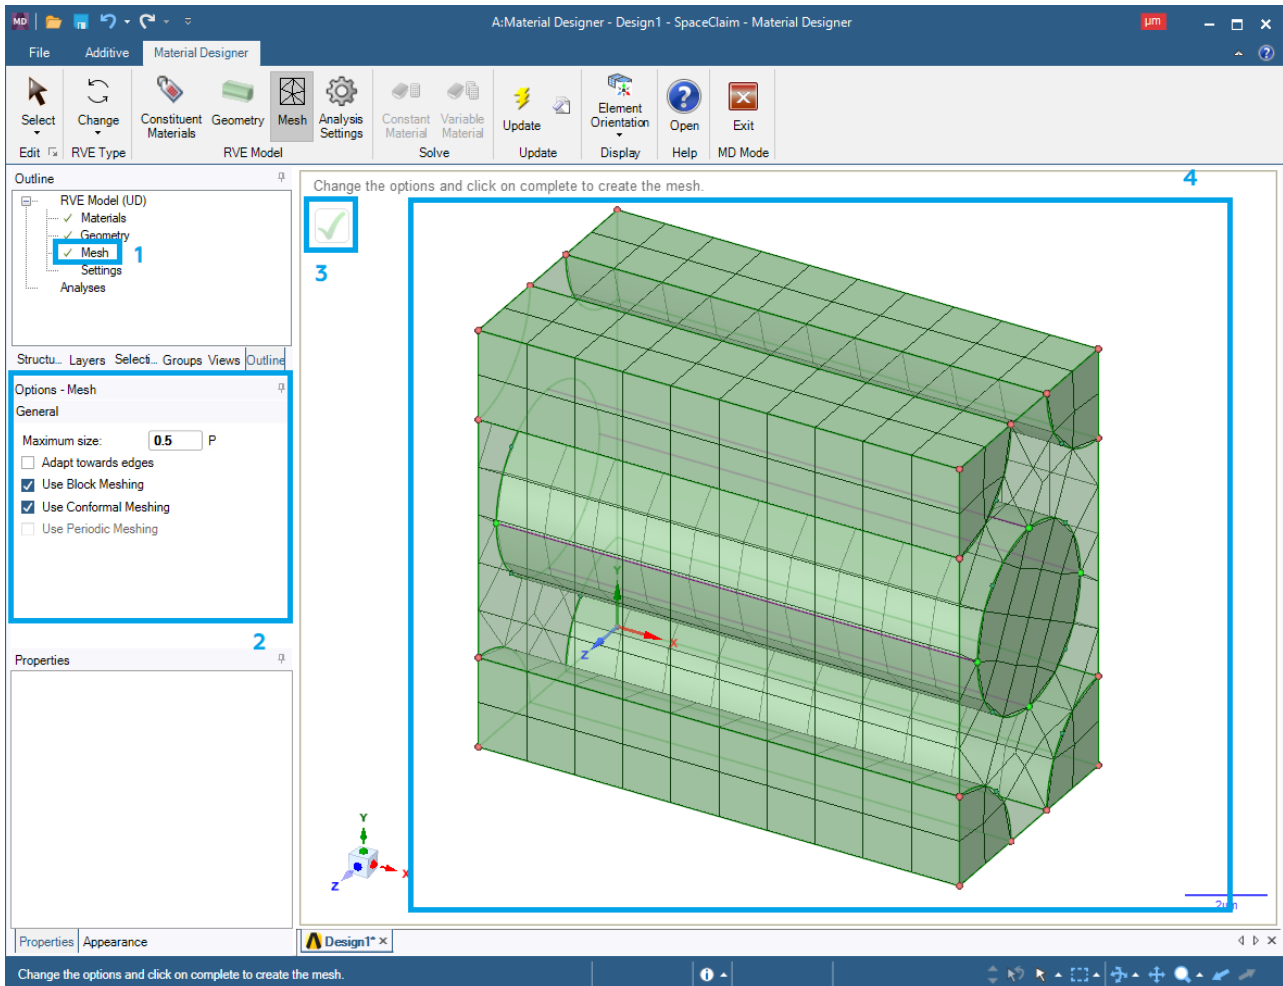 MD
A:Material Designer - Design1 - SpaceClaim - Material Designer
µm
File Additive Material Designer
Select Change Constituent Materials Geometry Mesh Analysis Settings Constant Material Variable Material Update Element Orientation Open Exit
Edit RVE Type RVE Model Solve Update Display Help MD Mode
Outline
RVE Model (UD)
Materials
Geometry
Mesh
1
Settings
Analyses
Structu... Layers Selecti... Groups Views Outline
Options - Mesh
General
Maximum size: 0.5 P
Adapt towards edges
Use Block Meshing
Use Conformal Meshing
Use Periodic Meshing
2
Properties
Properties Appearance
Change the options and click on complete to create the mesh.
3
4
Y
X
Z
Y
X
Z
2µm
Design1*
Change the options and click on complete to create the mesh.